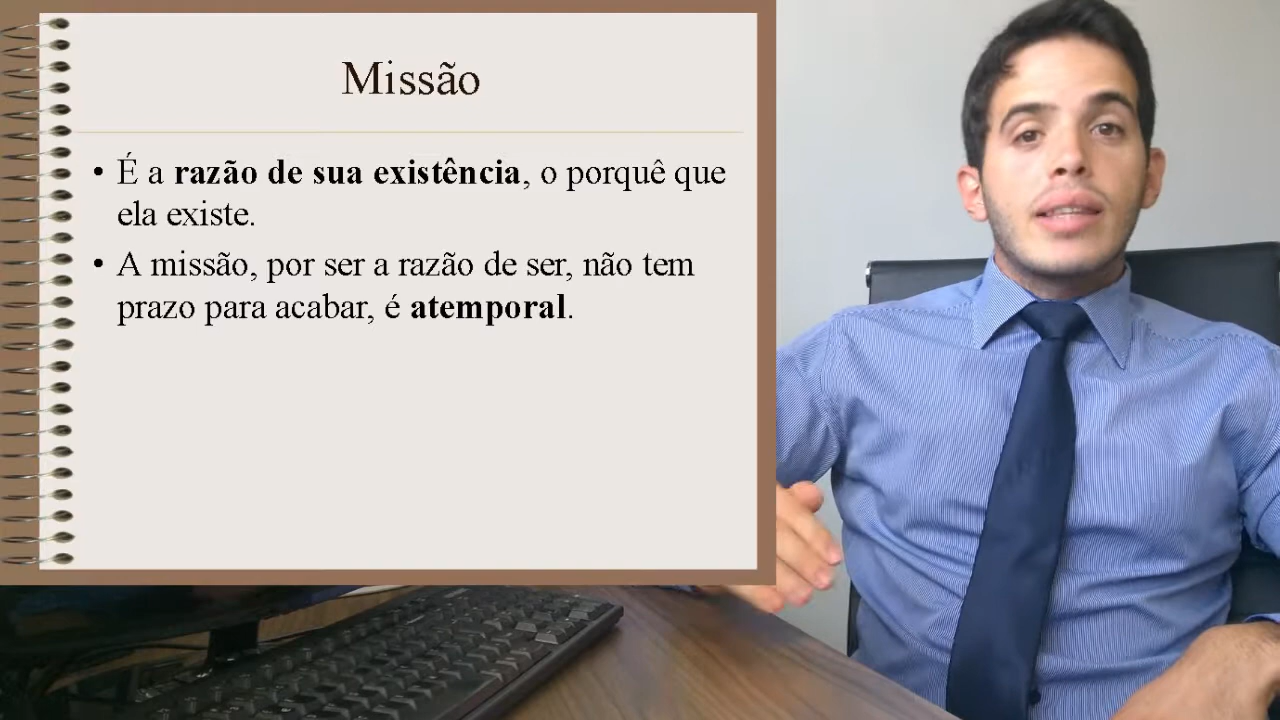 Missão
• É a razão de sua existência, o porquê que
ela existe.
• A missão, por ser a razão de ser, não tem
prazo para acabar, é atemporal.